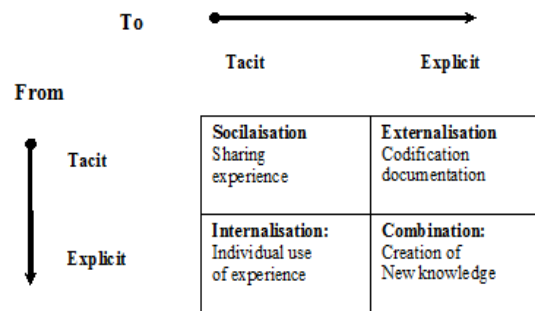 To
Tacit Explicit
From
Socilaisation Externalisation
Sharing Codification
Tacit experience documentation
Internalisation: Combination:
Individual use Creation of
Explicit of experience New knowledge